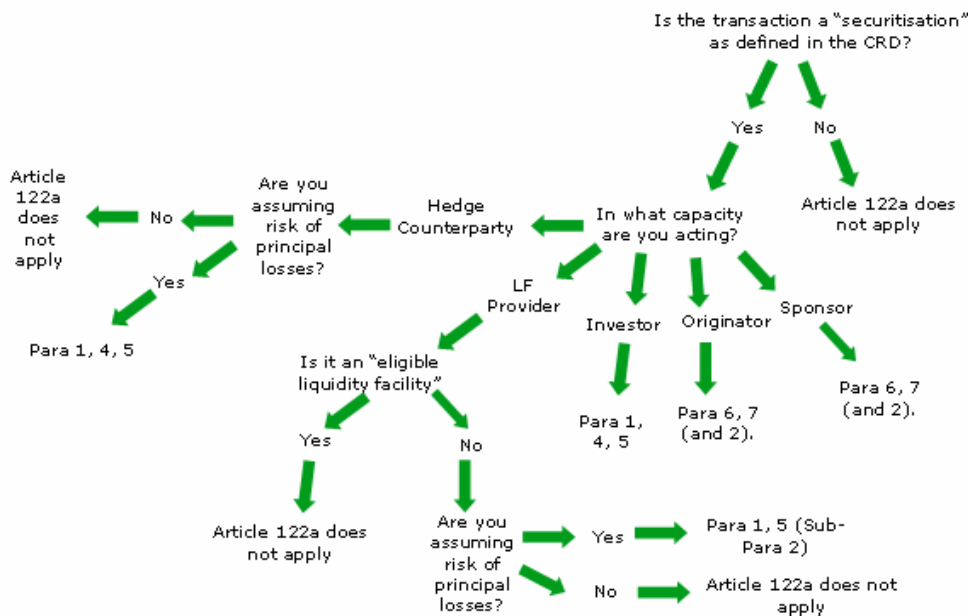 Is the transaction a “securitisation”
as defined in the CRD?
Yes
No
Article 122a does
not apply
In what capacity
are you acting?
Hedge
Counterparty
Are you
assuming
risk of
principal
losses?
No
Article
122a
does
not
apply
Yes
Para 1, 4, 5
LF
Provider
Is it an “eligible
liquidity facility”
Yes
Article 122a does
not apply
No
Are you
assuming
risk of
principal
losses?
Yes
Para 1, 5 (Sub-
Para 2)
No
Article 122a does not
apply
Investor
Para 1,
4, 5
Originator
Para 6, 7
(and 2).
Sponsor
Para 6, 7
(and 2).